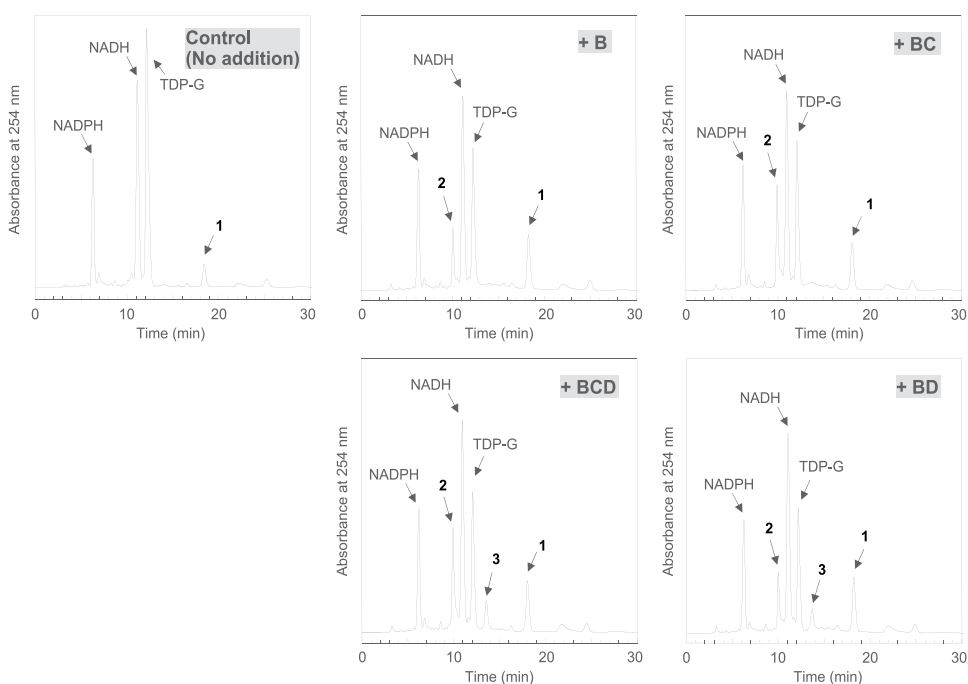 Control
(No addition)
NADH
TDP-G
NADPH
1
Absorbance at 254 nm
0
10
20
30
Time (min)
+ B
NADH
TDP-G
NADPH
2
1
Absorbance at 254 nm
0
10
20
30
Time (min)
+ BC
NADH
TDP-G
NADPH
2
1
Absorbance at 254 nm
0
10
20
30
Time (min)
+ BCD
NADH
TDP-G
NADPH
2
3
1
Absorbance at 254 nm
0
10
20
30
Time (min)
+ BD
NADH
TDP-G
NADPH
2
3
1
Absorbance at 254 nm
0
10
20
30
Time (min)